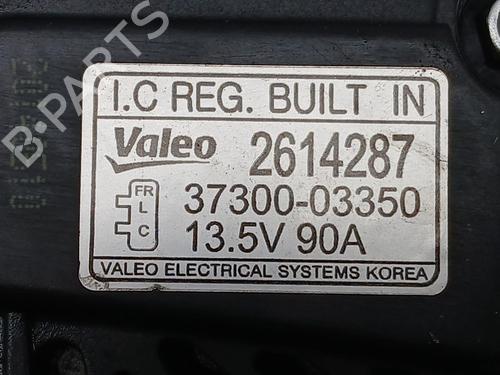 I.C REG. BUILT IN
Valeo 2614287
FR
L
C
37300-03350
13.5V 90A
VALEO ELECTRICAL SYSTEMS KOREA
B-PARTS